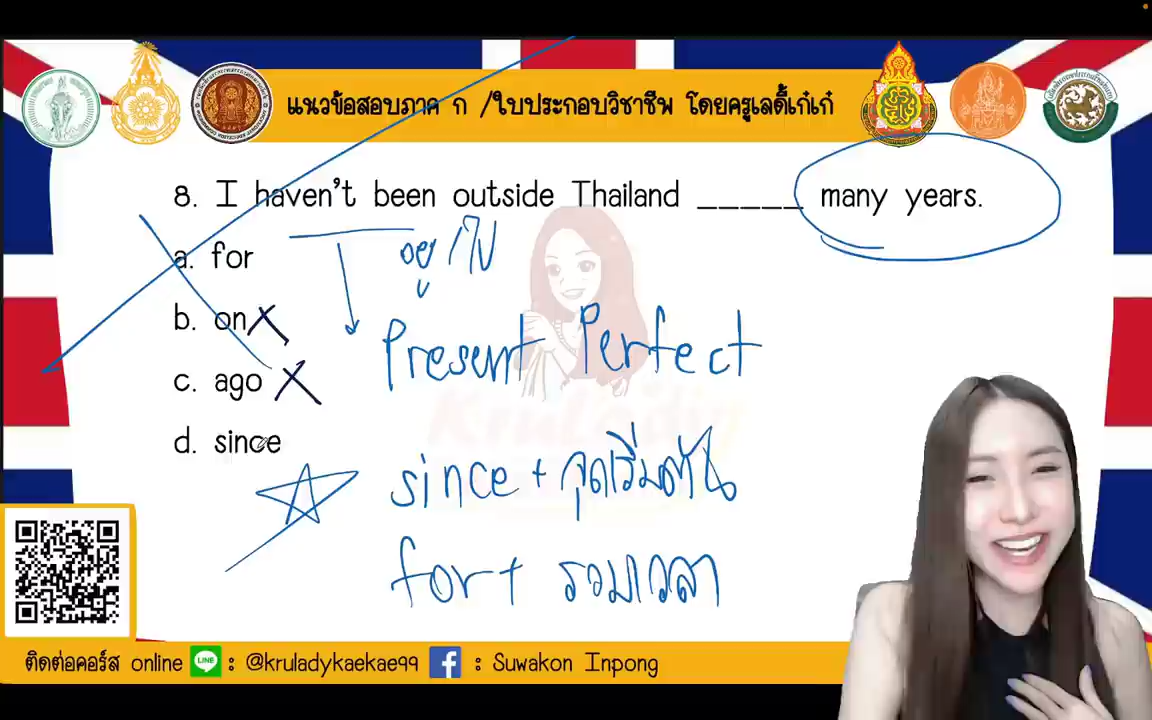 แนวข้อสอบภาค ก /ใบประกอบวิชาชีพ โดยครูเลดี้เก๋เก๋
8. I haven't been outside Thailand _____ many years.
a. for
อยู่/ไป
b. on X
Present Perfect
c. ago X
d. since
since + จุดเริ่มต้น
for + รวมเวลา
ติดต่อคอร์ส online LINE : @kruladykaekae99 f : Suwakon Inpong